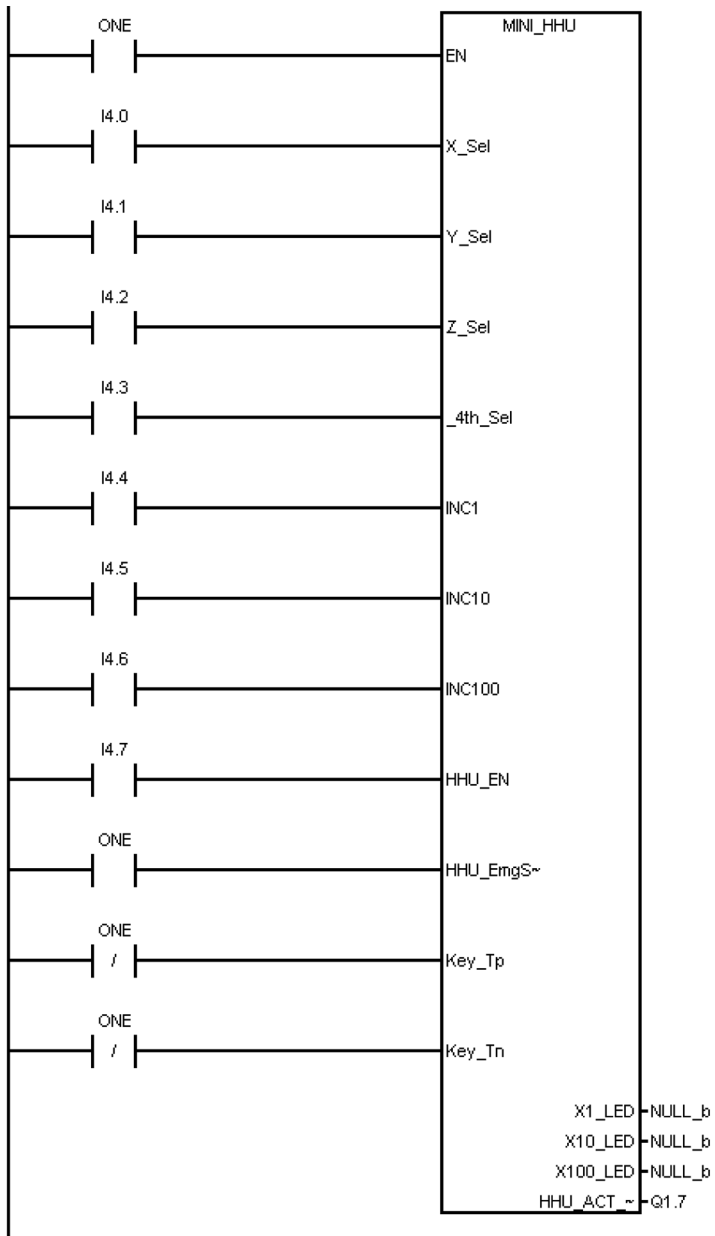 ONE MINI_HHU
EN
I4.0
X_Sel
I4.1
Y_Sel
I4.2
Z_Sel
I4.3
_4th_Sel
I4.4
INC1
I4.5
INC10
I4.6
INC100
I4.7
HHU_EN
ONE
HHU_EmgS~
ONE
/ Key_Tp
ONE
/ Key_Tn
X1_LED NULL_b
X10_LED NULL_b
X100_LED NULL_b
HHU_ACT_~ Q1.7